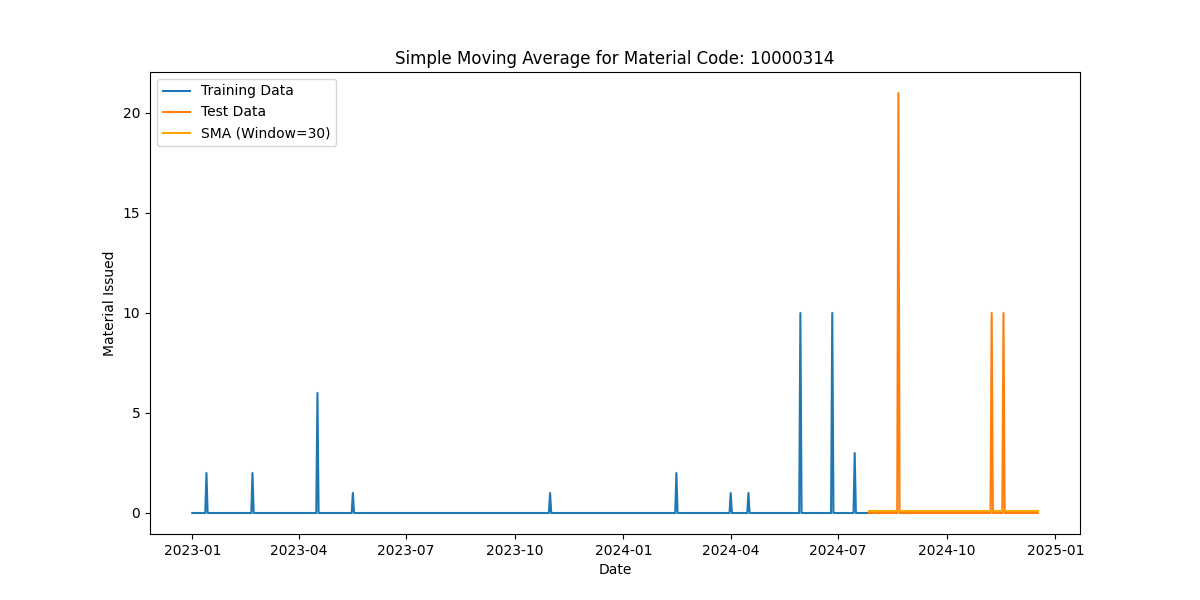 Simple Moving Average for Material Code: 10000314
Training Data
Test Data
SMA (Window=30)
Material Issued
20
15
10
5
0
2023-01 2023-04 2023-07 2023-10 2024-01 2024-04 2024-07 2024-10 2025-01
Date